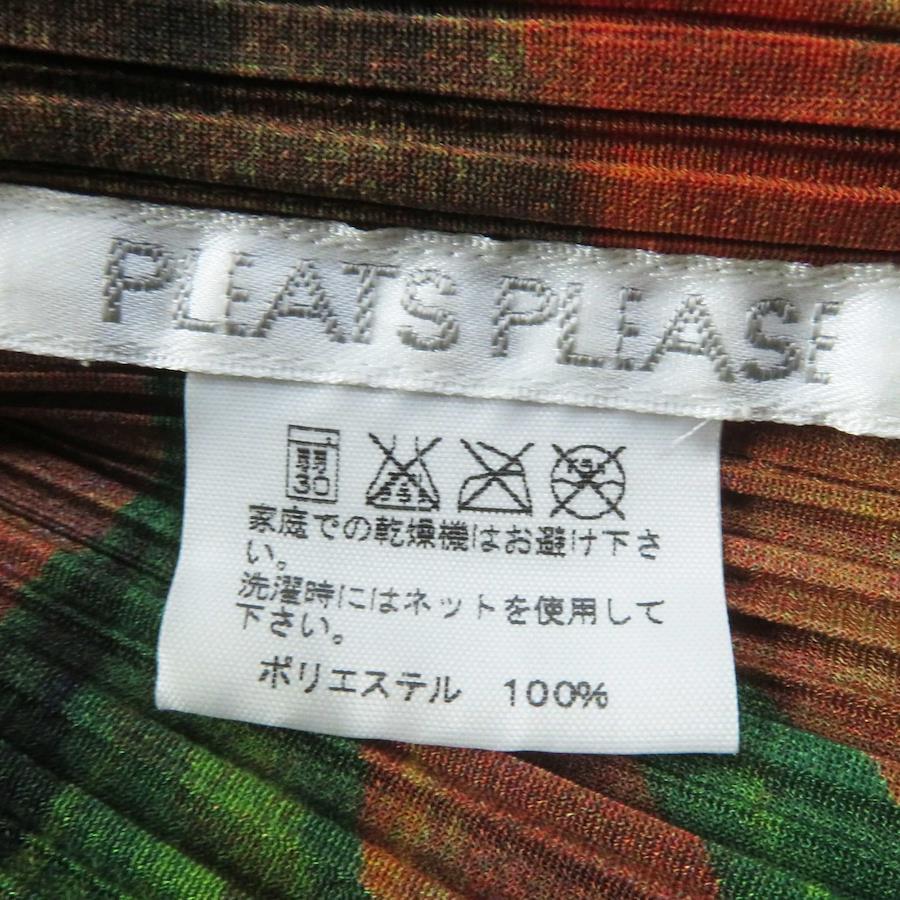 PLEATS PLEASE
弱
30
家庭での乾燥機はお避け下さ
い。
洗濯時にはネットを使用して
下さい。
ポリエステル 100%